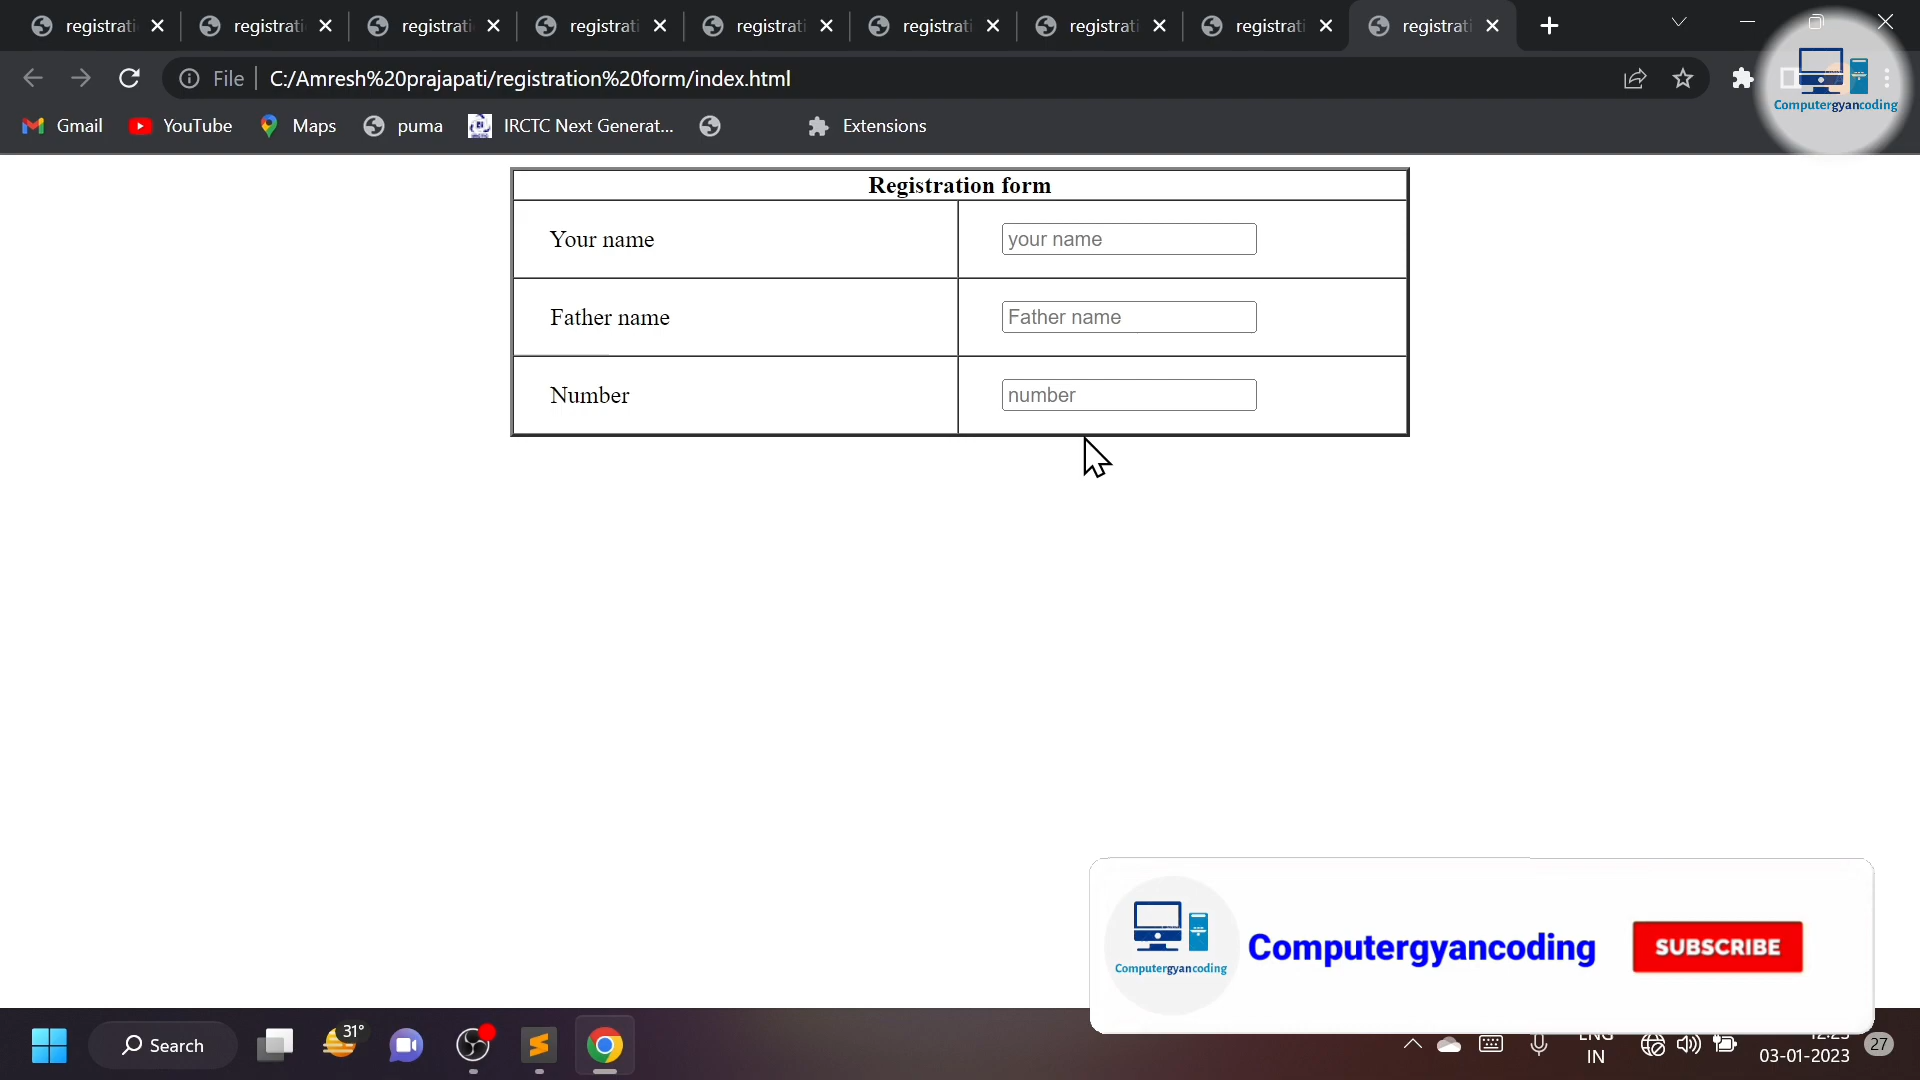 registrati registrati registrati registrati registrati registrati registrati registrati registrati
File C:/Amresh%20prajapati/registration%20form/index.html
Computergyancoding
Gmail YouTube Maps puma IRCTC Next Generat... Extensions
Registration form
Your name your name
Father name Father name
Number number
Computergyancoding SUBSCRIBE
Computergyancoding
31°
Search
IN 03-01-2023 27